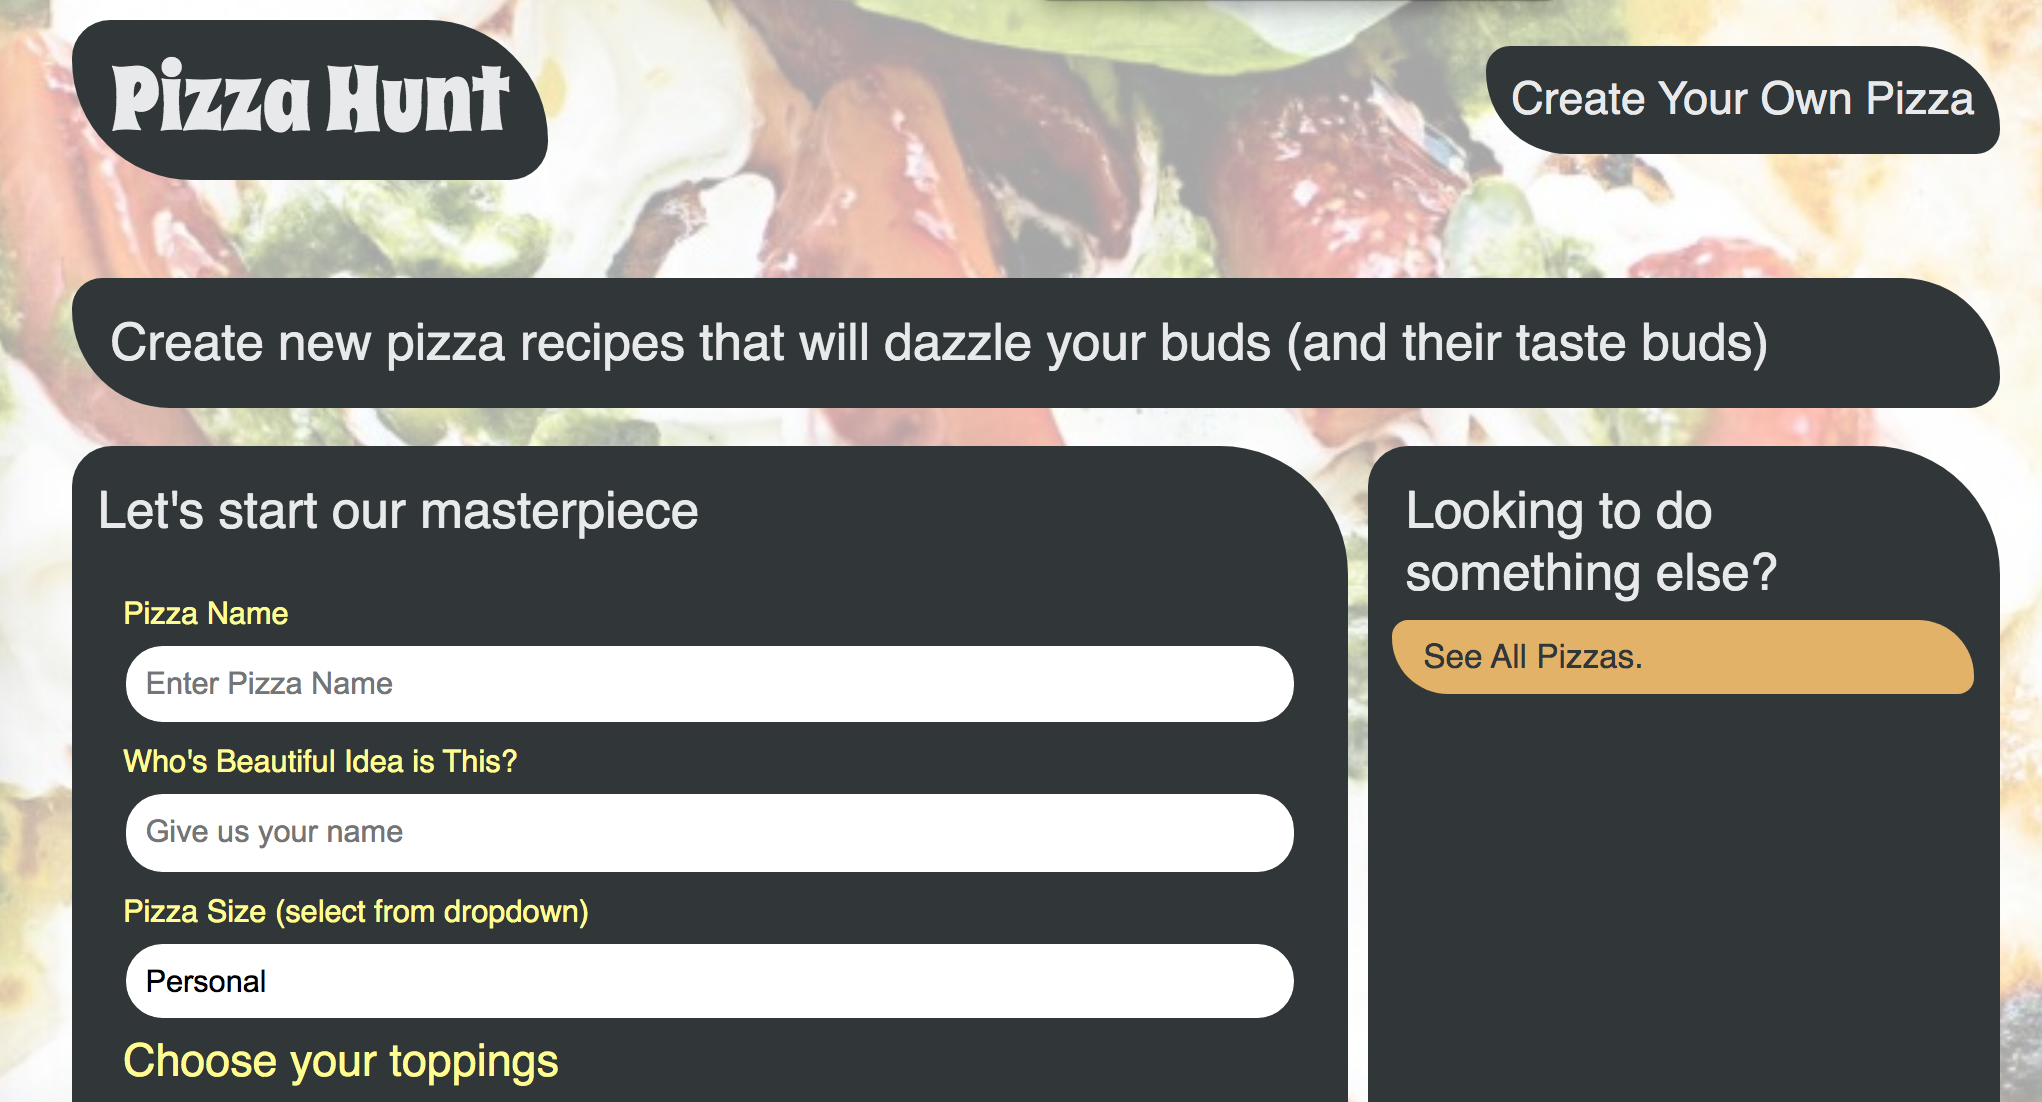 Pizza Hunt
Create Your Own Pizza
Create new pizza recipes that will dazzle your buds (and their taste buds)
Let's start our masterpiece
Pizza Name
Enter Pizza Name
Who's Beautiful Idea is This?
Give us your name
Pizza Size (select from dropdown)
Personal
Choose your toppings
Looking to do
something else?
See All Pizzas.